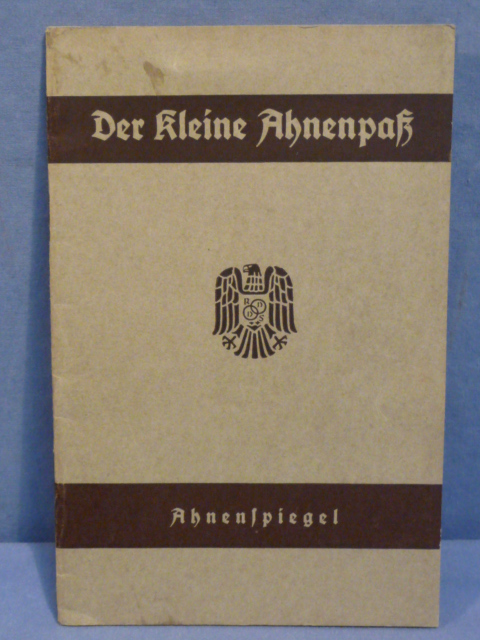 Der Kleine Ahnenpaß
R n
d S
Ahnenſpiegel